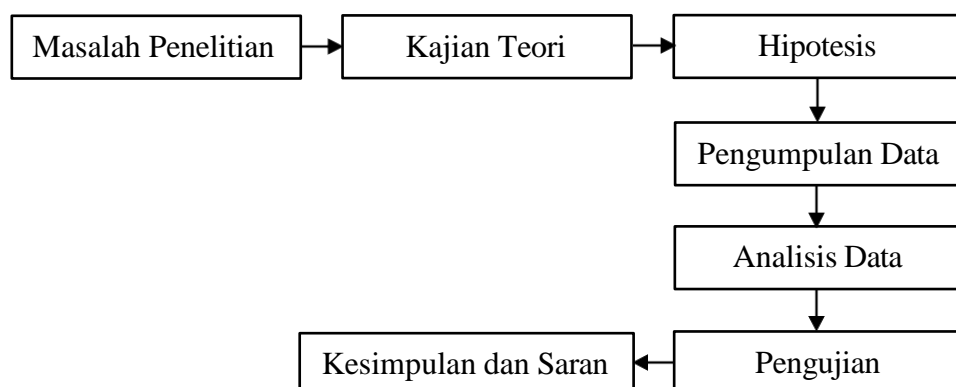 Masalah Penelitian
Kajian Teori
Hipotesis
Pengumpulan Data
Analisis Data
Pengujian
Kesimpulan dan Saran